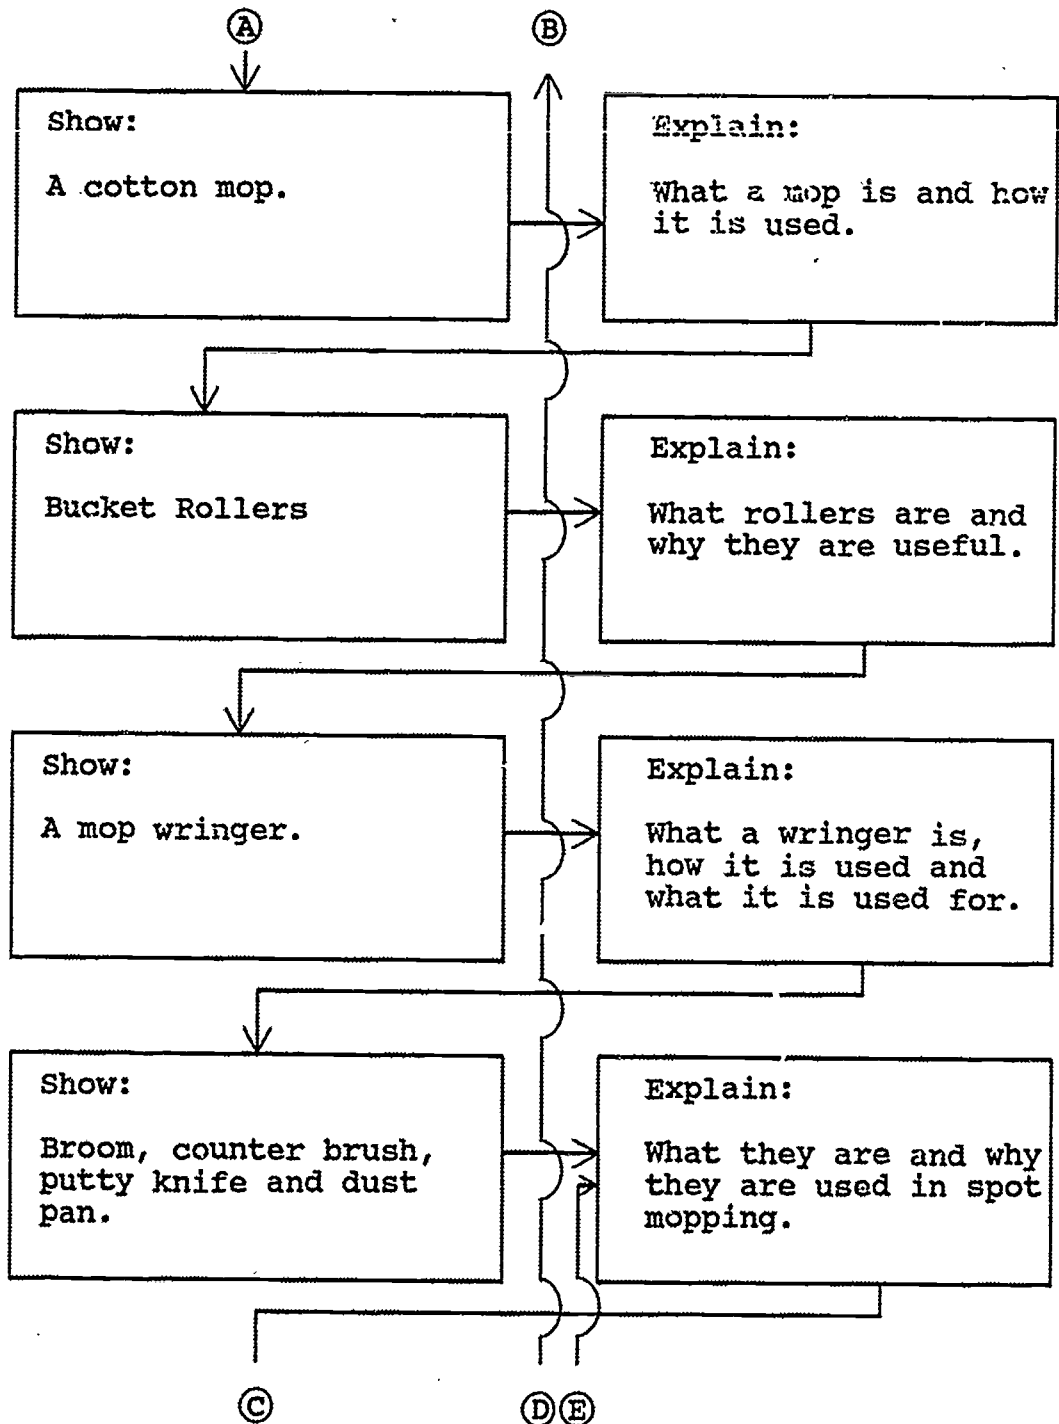 A
B
Show:
A cotton mop.
Explain:
What a mop is and how
it is used.
Show:
Bucket Rollers
Explain:
What rollers are and
why they are useful.
Show:
A mop wringer.
Explain:
What a wringer is,
how it is used and
what it is used for.
Show:
Broom, counter brush,
putty knife and dust
pan.
Explain:
What they are and why
they are used in spot
mopping.
C
D
E